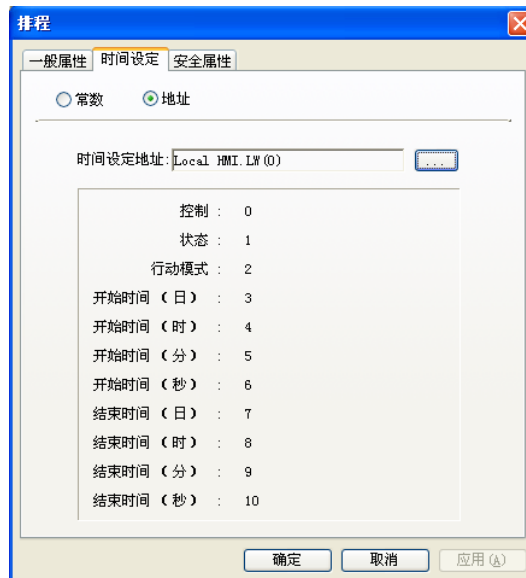 排程
一般属性 时间设定 安全属性
常数 地址
时间设定地址: Local HMI.LW(0) ...
控制 : 0
状态 : 1
行动模式 : 2
开始时间 （日） : 3
开始时间 （时） : 4
开始时间 （分） : 5
开始时间 （秒） : 6
结束时间 （日） : 7
结束时间 （时） : 8
结束时间 （分） : 9
结束时间 （秒） : 10
确定 取消 应用(A)